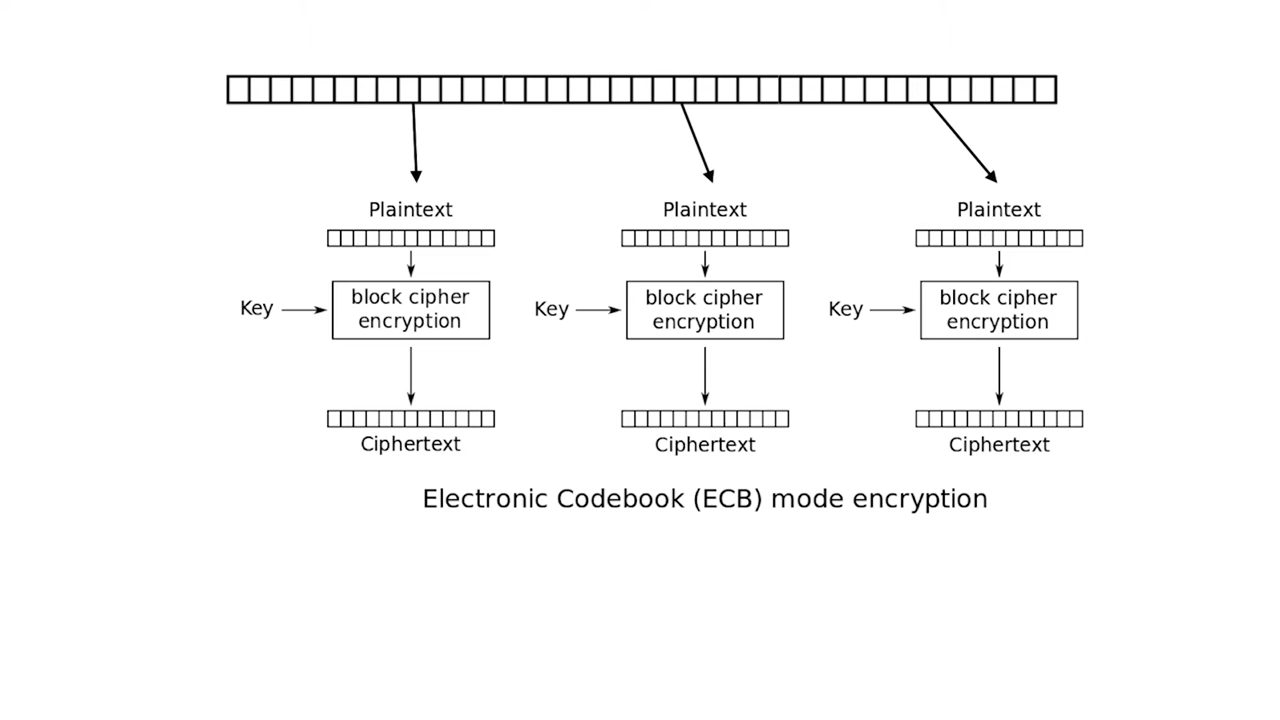 Plaintext Plaintext Plaintext
Key block cipher encryption Key block cipher encryption Key block cipher encryption
Ciphertext Ciphertext Ciphertext
Electronic Codebook (ECB) mode encryption